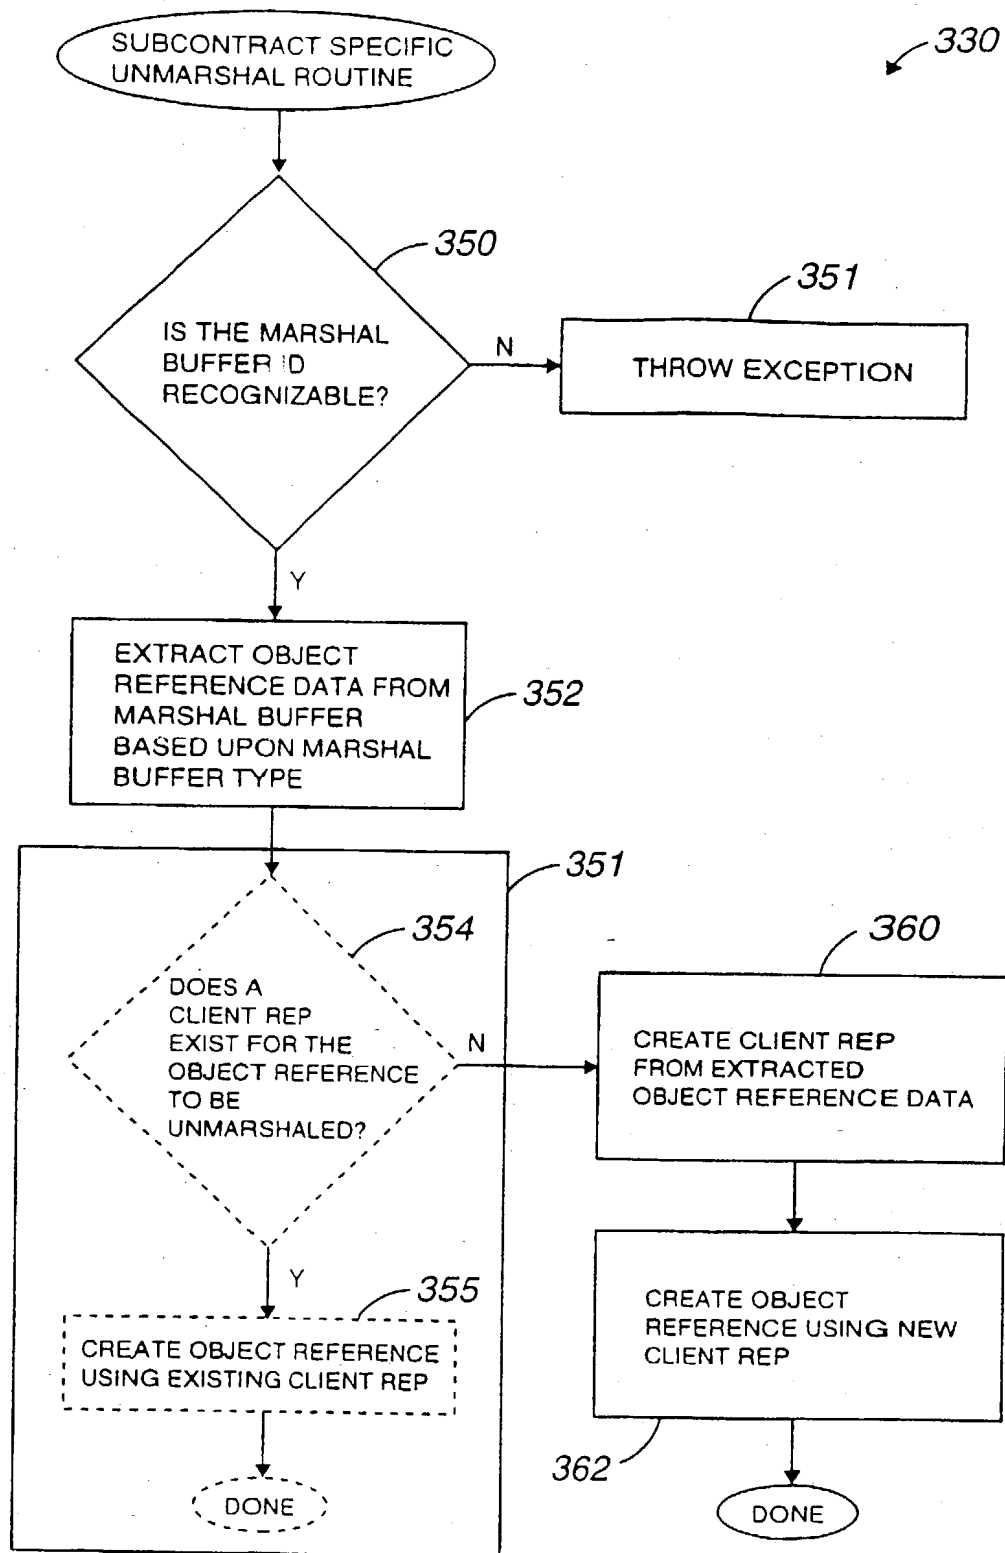 SUBCONTRACT SPECIFIC
UNMARSHAL ROUTINE
330
350
IS THE MARSHAL
BUFFER ID
RECOGNIZABLE?
N
351
THROW EXCEPTION
Y
EXTRACT OBJECT
REFERENCE DATA FROM
MARSHAL BUFFER
BASED UPON MARSHAL
BUFFER TYPE
352
351
354
DOES A
CLIENT REP
EXIST FOR THE
OBJECT REFERENCE
TO BE
UNMARSHALED?
N
360
CREATE CLIENT REP
FROM EXTRACTED
OBJECT REFERENCE DATA
Y
355
CREATE OBJECT REFERENCE
USING EXISTING CLIENT REP
CREATE OBJECT
REFERENCE USING NEW
CLIENT REP
362
DONE
DONE